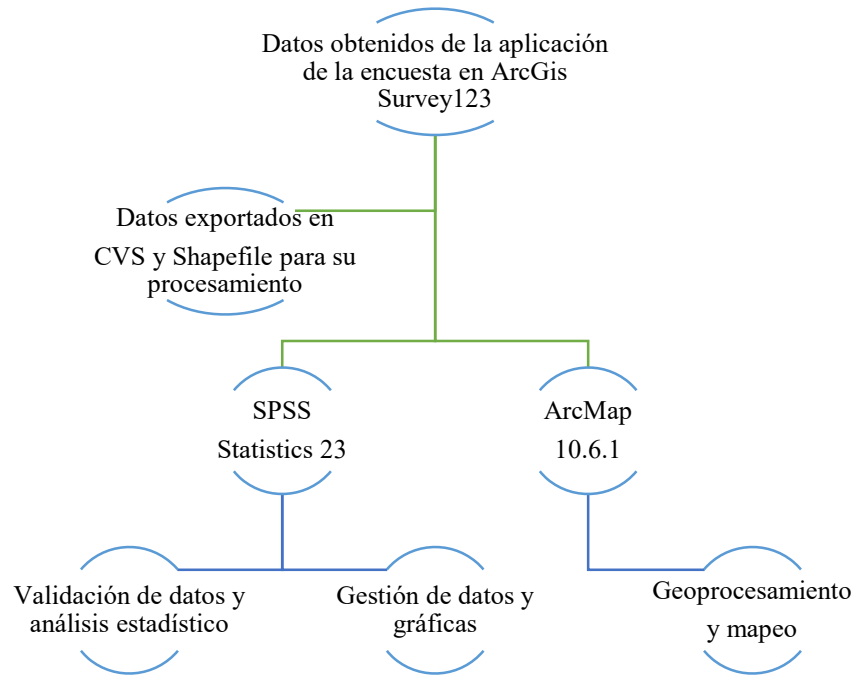 Datos obtenidos de la aplicación
de la encuesta en ArcGis
Survey123
Datos exportados en
CVS y Shapefile para su
procesamiento
SPSS
Statistics 23
ArcMap
10.6.1
Validación de datos y
análisis estadístico
Gestión de datos y
gráficas
Geoprocesamiento
y mapeo